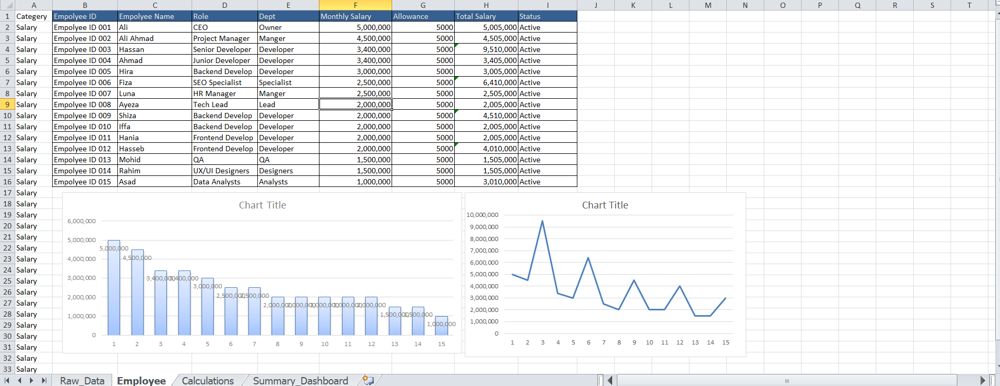 A B C D E F G H I J K L M N O P Q R S T
1 Categery Empolyee ID Empolyee Name Role Dept Monthly Salary Allowance Total Salary Status
2 Salary Empolyee ID 001 Ali CEO Owner 5,000,000 5000 5,005,000 Active
3 Salary Empolyee ID 002 Ali Ahmad Project Manager Manger 4,500,000 5000 4,505,000 Active
4 Salary Empolyee ID 003 Hassan Senior Developer Developer 3,400,000 5000 9,510,000 Active
5 Salary Empolyee ID 004 Ahmad Junior Developer Developer 3,400,000 5000 3,405,000 Active
6 Salary Empolyee ID 005 Hira Backend Develop Developer 3,000,000 5000 3,005,000 Active
7 Salary Empolyee ID 006 Fiza SEO Specialist Specialist 2,500,000 5000 6,410,000 Active
8 Salary Empolyee ID 007 Luna HR Manager Manger 2,500,000 5000 2,505,000 Active
9 Salary Empolyee ID 008 Ayeza Tech Lead Lead 2,000,000 5000 2,005,000 Active
10 Salary Empolyee ID 009 Shiza Backend Develop Developer 2,000,000 5000 4,510,000 Active
11 Salary Empolyee ID 010 Iffa Backend Develop Developer 2,000,000 5000 2,005,000 Active
12 Salary Empolyee ID 011 Hania Frontend Develop Developer 2,000,000 5000 2,005,000 Active
13 Salary Empolyee ID 012 Hasseb Frontend Develop Developer 2,000,000 5000 4,010,000 Active
14 Salary Empolyee ID 013 Mohid QA QA 1,500,000 5000 1,505,000 Active
15 Salary Empolyee ID 014 Rahim UX/UI Designers Designers 1,500,000 5000 1,505,000 Active
16 Salary Empolyee ID 015 Asad Data Analysts Analysts 1,000,000 5000 3,010,000 Active
17 Salary
18 Salary
19 Salary
20 Salary
21 Salary
22 Salary
23 Salary
24 Salary
25 Salary
26 Salary
27 Salary
28 Salary
29 Salary
30 Salary
31 Salary
32 Salary
33 Salary
Chart Title
6,000,000
5,000,000
4,000,000
3,000,000
2,000,000
1,000,000
0
5,000,000
4,500,000
3,400,000 3,400,000
3,000,000
2,500,000 2,500,000
2,000,000 2,000,000 2,000,000 2,000,000 2,000,000
1,500,000 1,500,000
1,000,000
1 2 3 4 5 6 7 8 9 10 11 12 13 14 15
Chart Title
10,000,000
9,000,000
8,000,000
7,000,000
6,000,000
5,000,000
4,000,000
3,000,000
2,000,000
1,000,000
0
1 2 3 4 5 6 7 8 9 10 11 12 13 14 15
Raw_Data Employee Calculations Summary_Dashboard